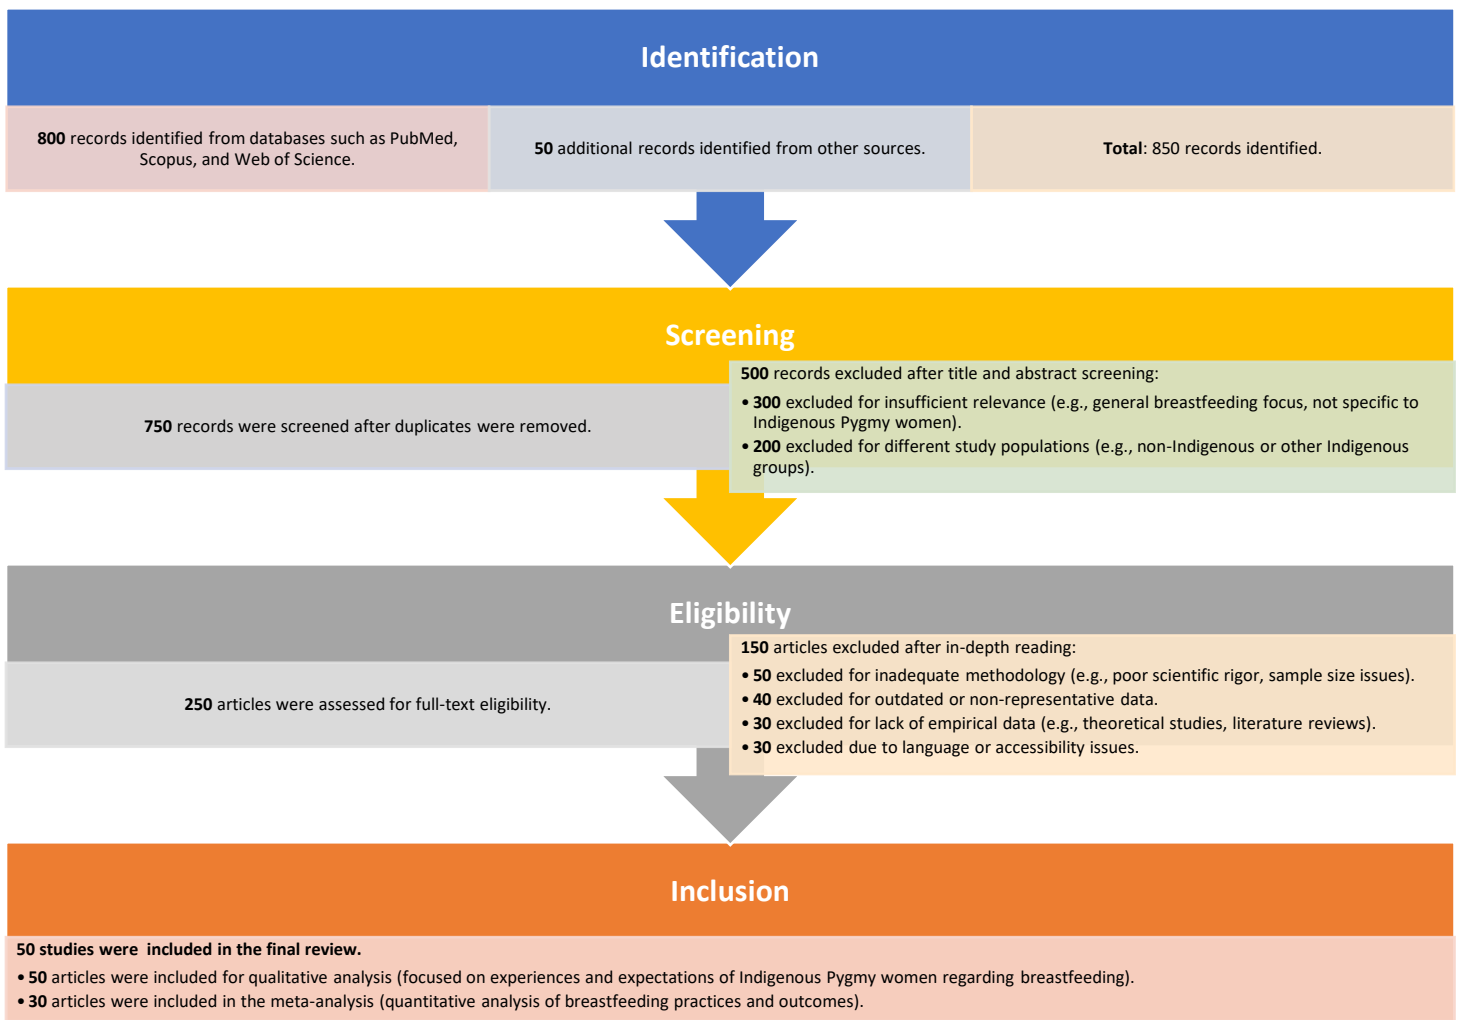 Identification
800 records identified from databases such as PubMed,
Scopus, and Web of Science.
50 additional records identified from other sources.
Total: 850 records identified.
Screening
750 records were screened after duplicates were removed.
500 records excluded after title and abstract screening:
• 300 excluded for insufficient relevance (e.g., general breastfeeding focus, not specific to
Indigenous Pygmy women).
• 200 excluded for different study populations (e.g., non-Indigenous or other Indigenous
groups).
Eligibility
250 articles were assessed for full-text eligibility.
150 articles excluded after in-depth reading:
• 50 excluded for inadequate methodology (e.g., poor scientific rigor, sample size issues).
• 40 excluded for outdated or non-representative data.
• 30 excluded for lack of empirical data (e.g., theoretical studies, literature reviews).
• 30 excluded due to language or accessibility issues.
Inclusion
50 studies were included in the final review.
• 50 articles were included for qualitative analysis (focused on experiences and expectations of Indigenous Pygmy women regarding breastfeeding).
• 30 articles were included in the meta-analysis (quantitative analysis of breastfeeding practices and outcomes).